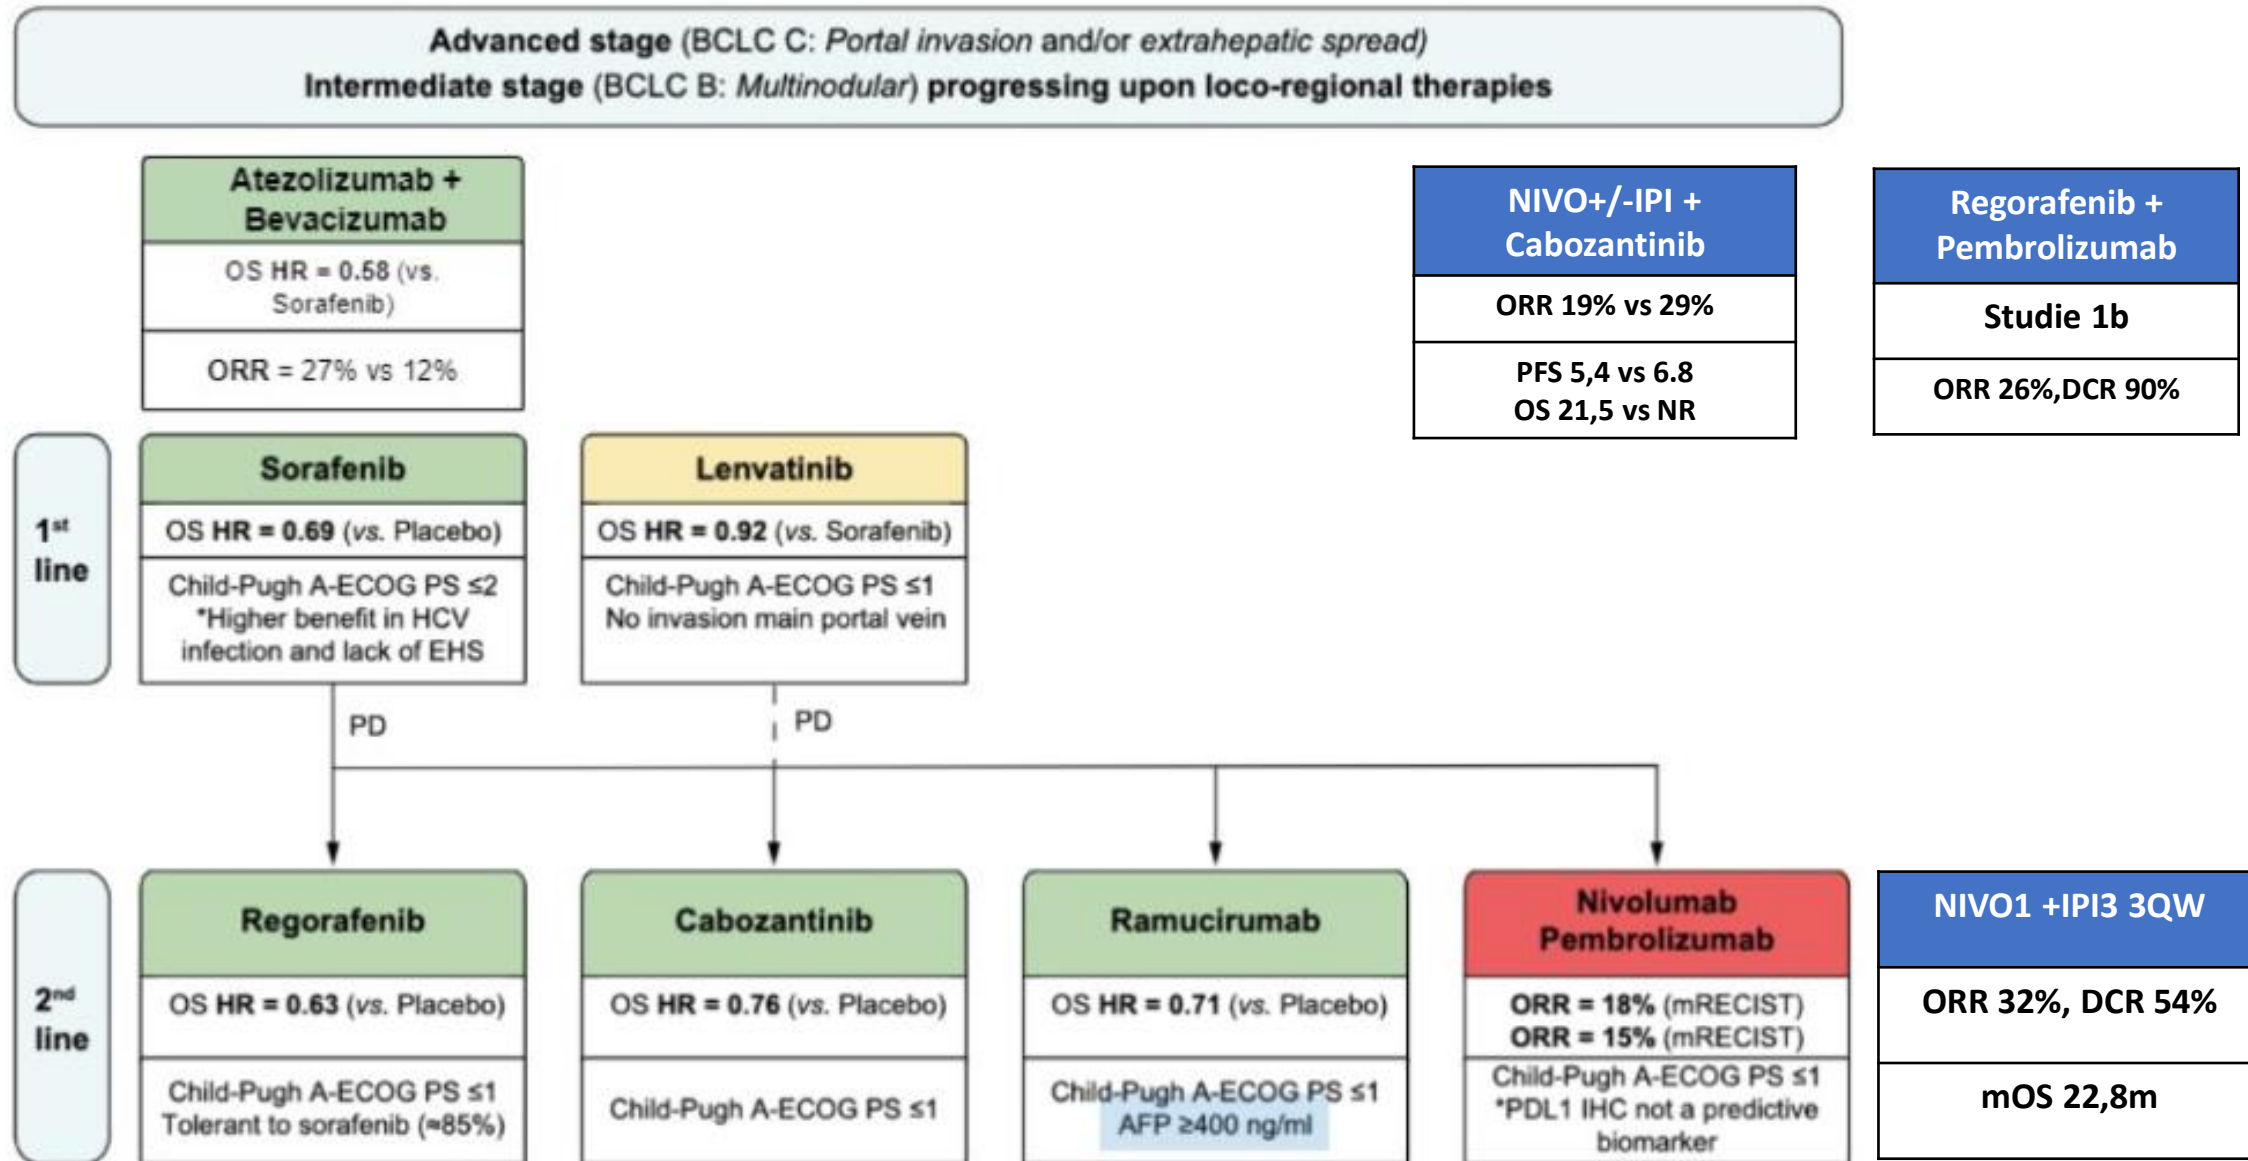 Advanced stage (BCLC C: Portal invasion and/or extrahepatic spread)
Intermediate stage (BCLC B: Multinodular) progressing upon loco-regional therapies
Atezolizumab +
Bevacizumab
OS HR = 0.58 (vs.
Sorafenib)
ORR = 27% vs 12%
NIVO+/-IPI +
Cabozantinib
ORR 19% vs 29%
PFS 5,4 vs 6.8
OS 21,5 vs NR
Regorafenib +
Pembrolizumab
Studie 1b
ORR 26%,DCR 90%
1st
line
Sorafenib
OS HR = 0.69 (vs. Placebo)
Child-Pugh A-ECOG PS ≤2
*Higher benefit in HCV
infection and lack of EHS
Lenvatinib
OS HR = 0.92 (vs. Sorafenib)
Child-Pugh A-ECOG PS ≤1
No invasion main portal vein
PD
PD
2nd
line
Regorafenib
OS HR = 0.63 (vs. Placebo)
Child-Pugh A-ECOG PS ≤1
Tolerant to sorafenib (≈85%)
Cabozantinib
OS HR = 0.76 (vs. Placebo)
Child-Pugh A-ECOG PS ≤1
Ramucirumab
OS HR = 0.71 (vs. Placebo)
Child-Pugh A-ECOG PS ≤1
AFP ≥400 ng/ml
Nivolumab
Pembrolizumab
ORR = 18% (mRECIST)
ORR = 15% (mRECIST)
Child-Pugh A-ECOG PS ≤1
*PDL1 IHC not a predictive
biomarker
NIVO1 +IPI3 3QW
ORR 32%, DCR 54%
mOS 22,8m